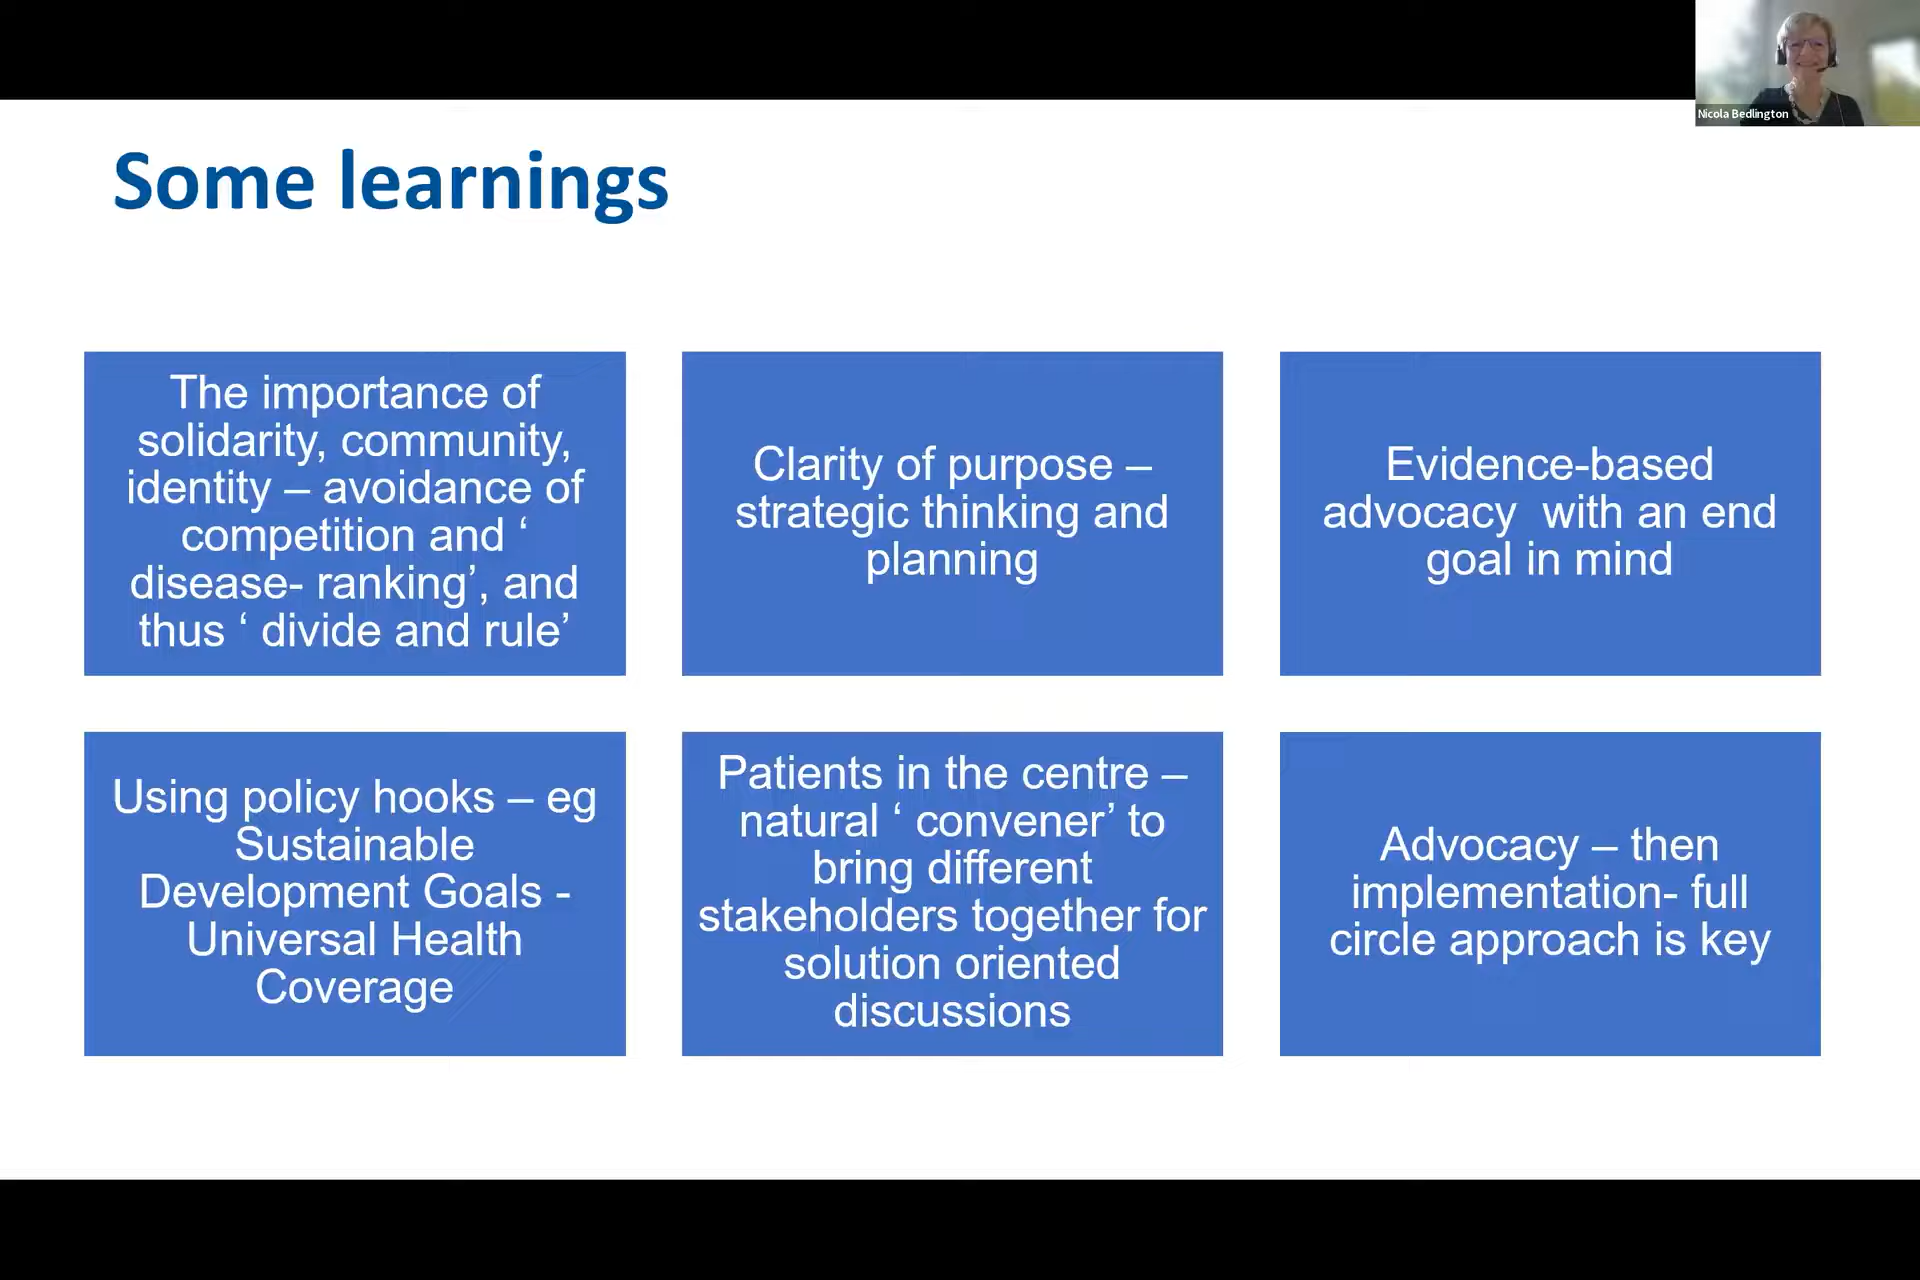 Nicola Bedlington
Some learnings
The importance of
solidarity, community,
identity – avoidance of
competition and ‘
disease- ranking’, and
thus ‘ divide and rule’
Clarity of purpose –
strategic thinking and
planning
Evidence-based
advocacy  with an end
goal in mind
Using policy hooks – eg
Sustainable
Development Goals -
Universal Health
Coverage
Patients in the centre –
natural ‘ convener’ to
bring different
stakeholders together for
solution oriented
discussions
Advocacy – then
implementation- full
circle approach is key